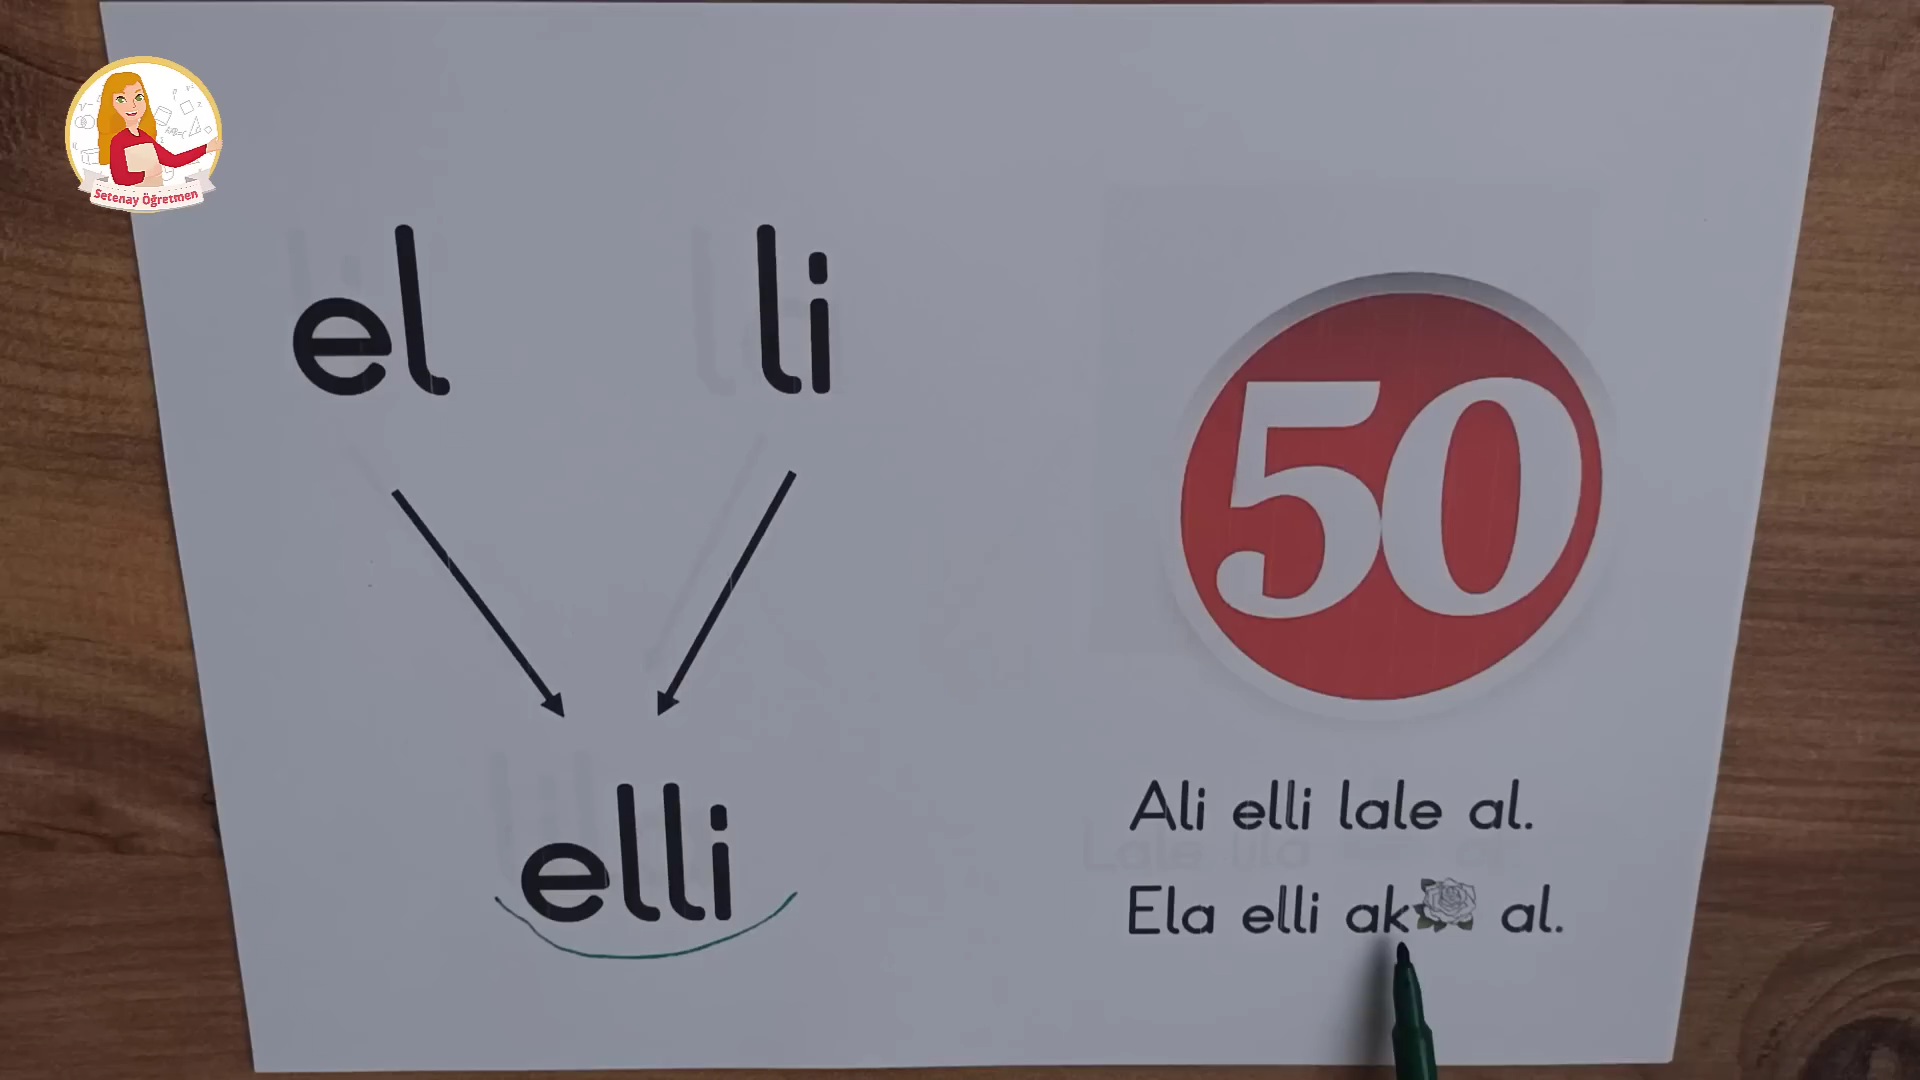 Setenay Öğretmen
el li
elli
50
Ali elli lale al.
Ela elli ak al.